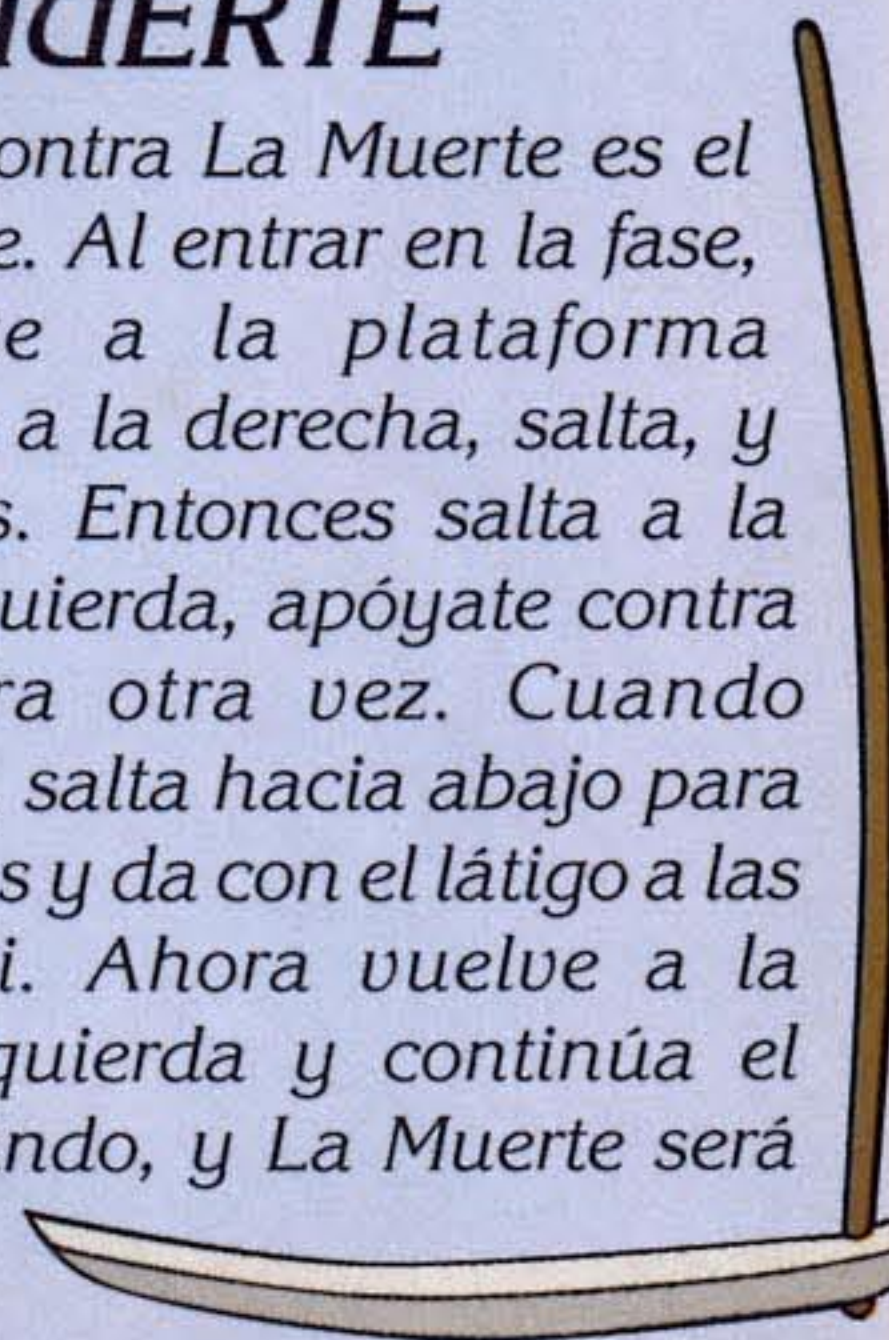 MUERTE
ontra La Muerte es el
e. Al entrar en la fase,
e a la plataforma
a la derecha, salta, y
s. Entonces salta a la
uierda, apóyate contra
ra otra vez. Cuando
salta hacia abajo para
s y da con el látigo a las
i. Ahora vuelve a la
quierda y continúa el
ndo, y La Muerte será